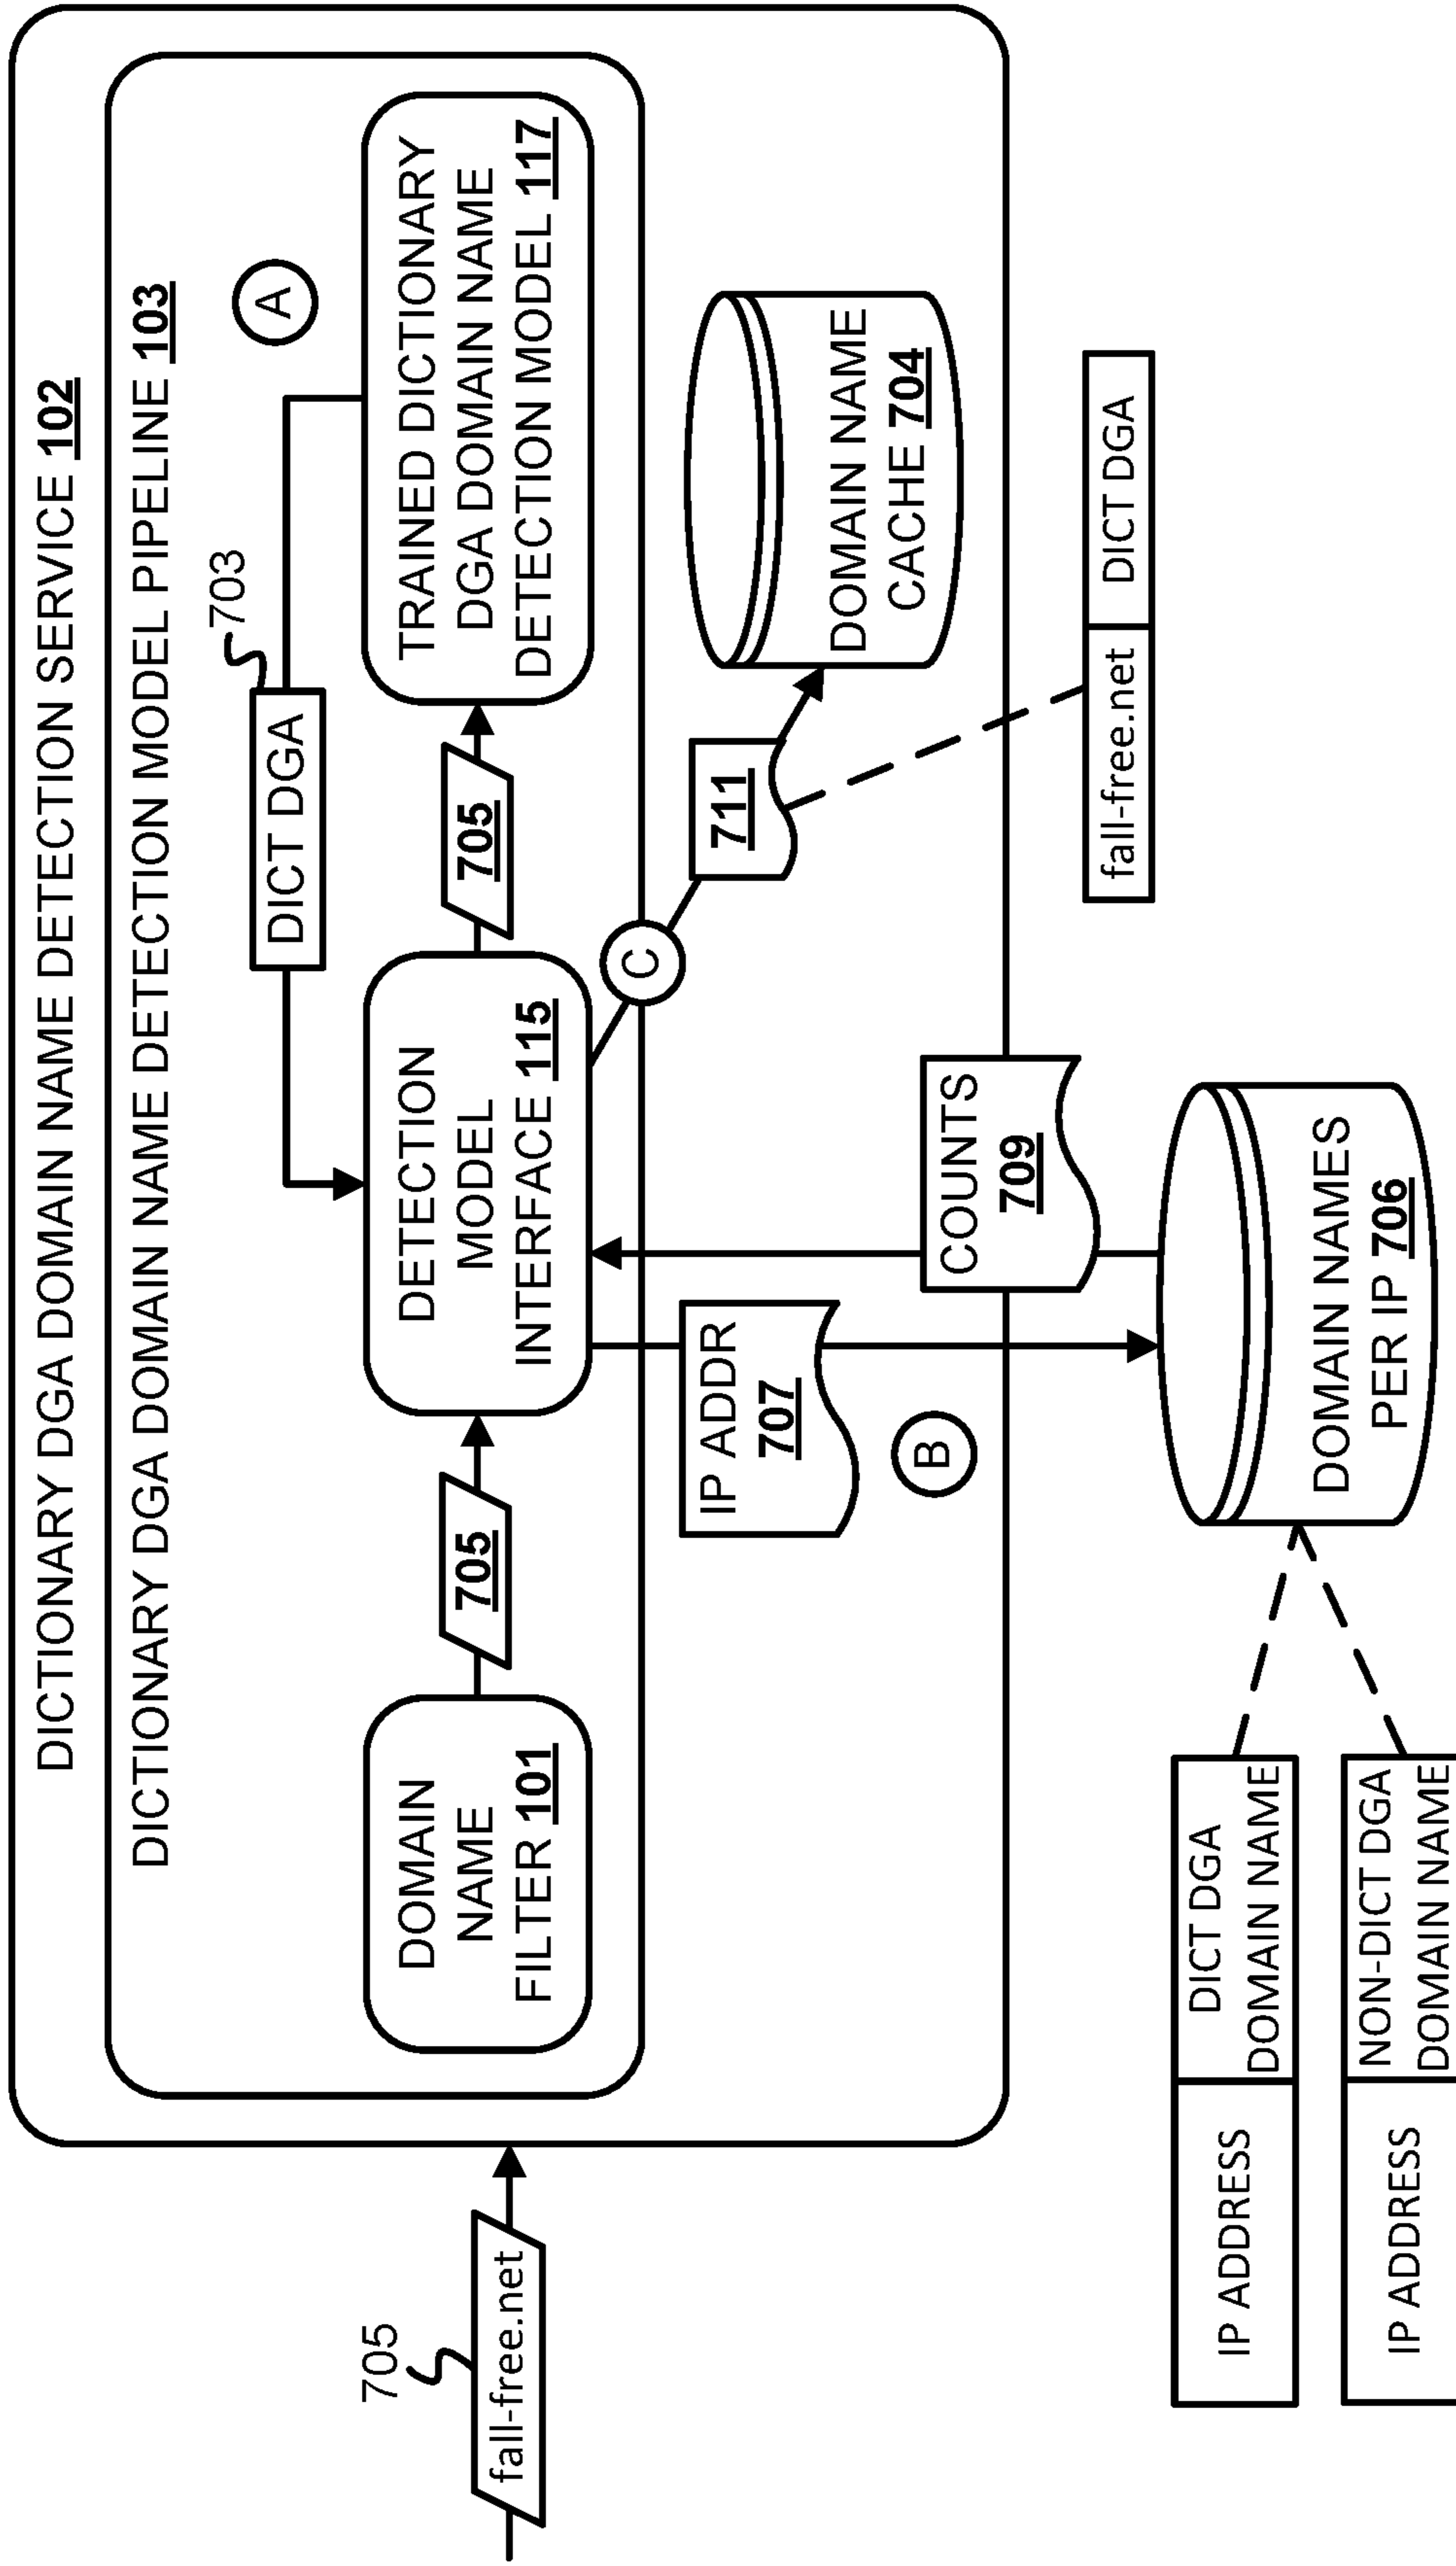 DICTIONARY DGA DOMAIN NAME DETECTION SERVICE 102
DICTIONARY DGA DOMAIN NAME DETECTION MODEL PIPELINE 103
703
A
DICT DGA
705
fall-free.net
DOMAIN
NAME
FILTER 101
705
DETECTION
MODEL
INTERFACE 115
705
TRAINED DICTIONARY
DGA DOMAIN NAME
DETECTION MODEL 117
C
711
DOMAIN NAME
CACHE 704
IP ADDR
707
B
COUNTS
709
fall-free.net
DICT DGA
DOMAIN NAMES
PER IP 706
IP ADDRESS
DICT DGA
DOMAIN NAME
IP ADDRESS
NON-DICT DGA
DOMAIN NAME